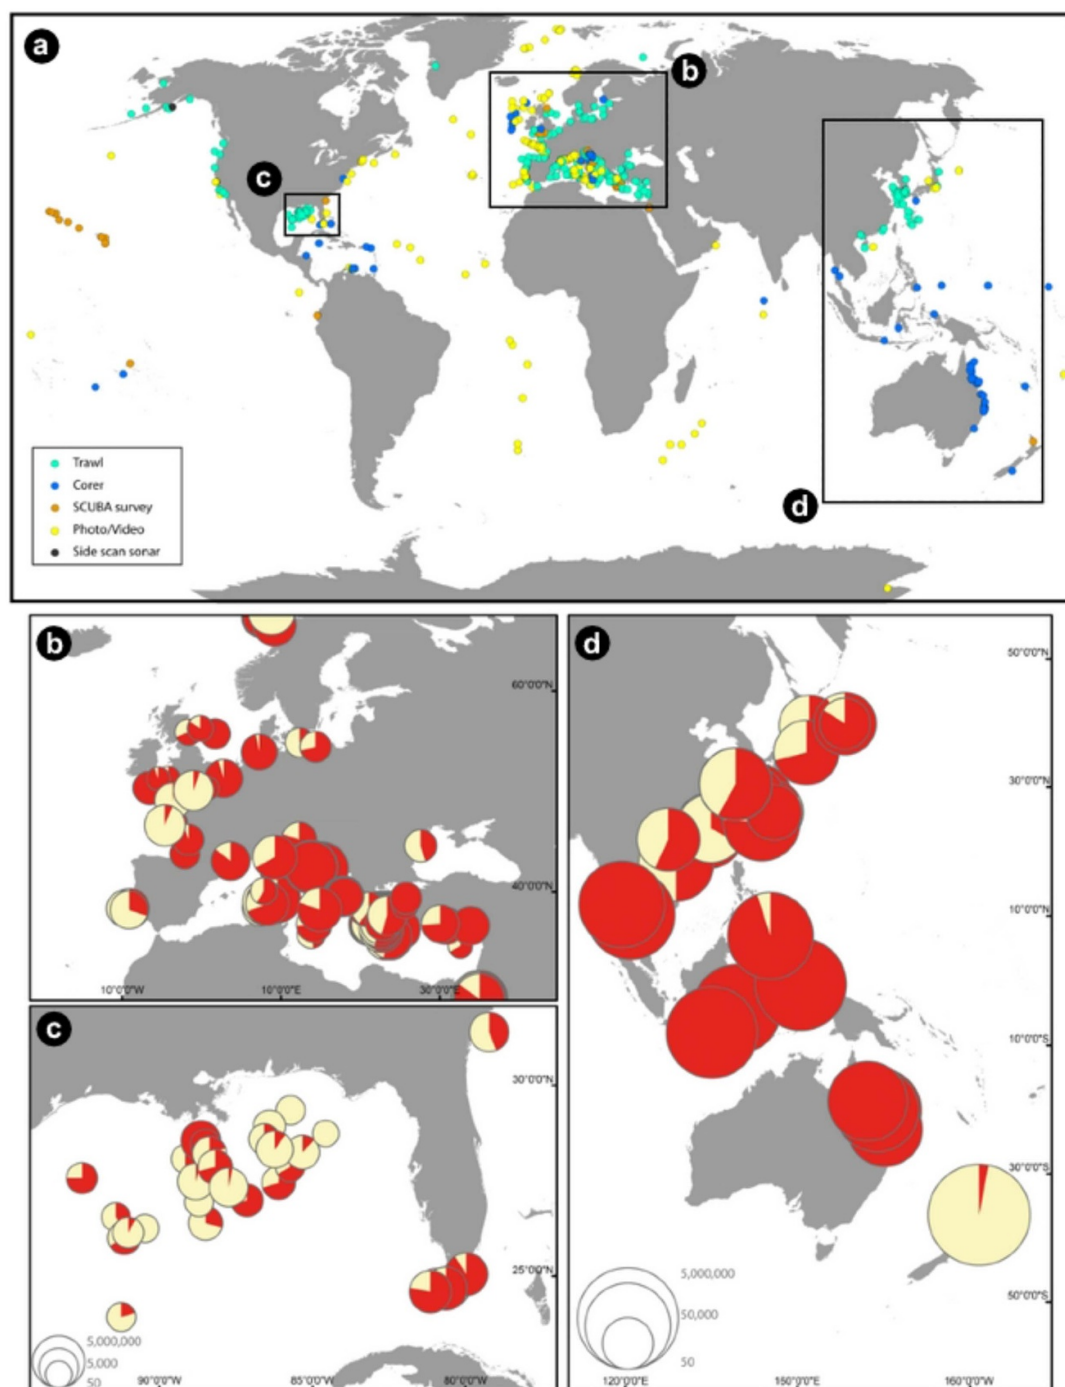 a
b
c
d
Trawl
Corer
SCUBA survey
Photo/Video
Side scan sonar
b
60°0'0"N
40°0'0"N
10°0'0"W
10°0'0"E
30°0'0"E
c
30°0'0"N
25°0'0"N
5,000,000
5,000
50
90°0'0"W
85°0'0"W
80°0'0"W
d
50°0'0"N
30°0'0"N
10°0'0"N
10°0'0"S
30°0'0"S
50°0'0"S
5,000,000
50,000
50
120°0'0"E
150°0'0"E
160°0'0"W